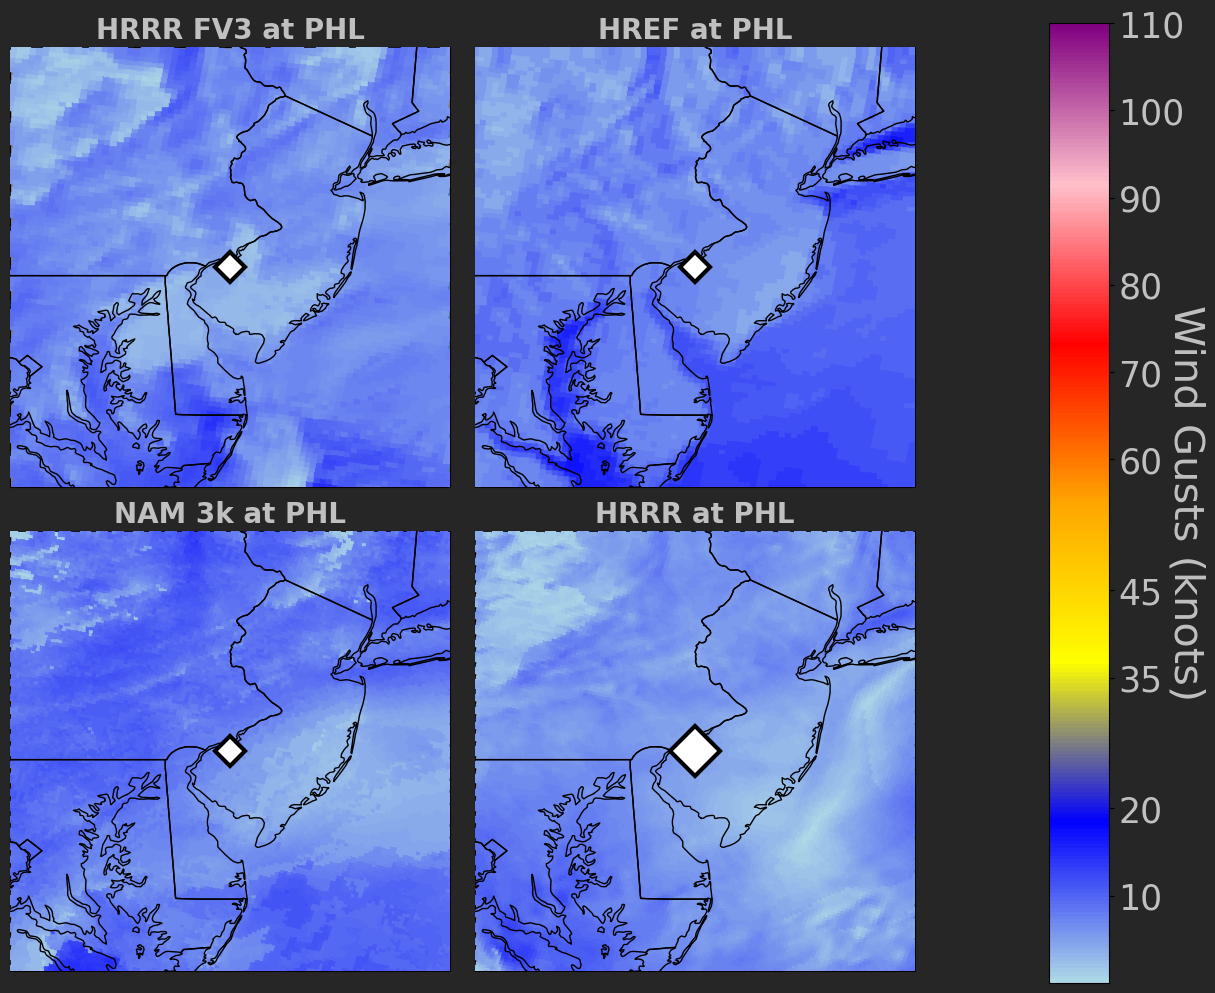 HRRR FV3 at PHL
HREF at PHL
NAM 3k at PHL
HRRR at PHL
110
100
90
80
70
60
45
35
20
10
Wind Gusts (knots)